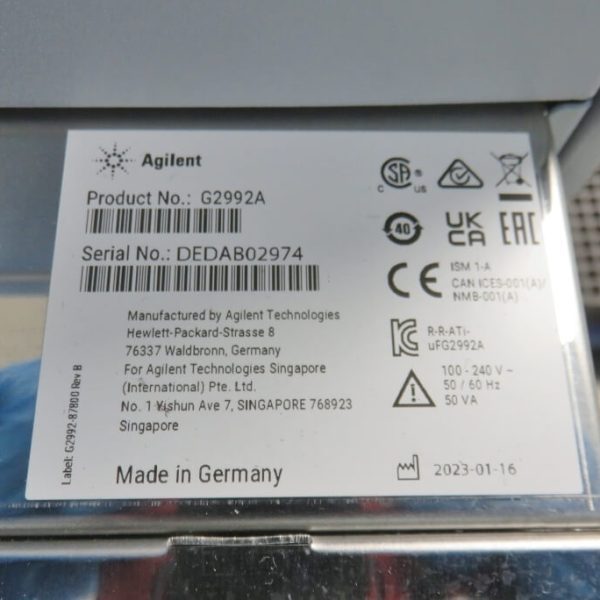 Agilent
Product No.: G2992A
Serial No.: DEDAB02974
Manufactured by Agilent Technologies
Hewlett-Packard-Strasse 8
76337 Waldbronn, Germany
For Agilent Technologies Singapore
(International) Pte. Ltd.
No. 1 Yishun Ave 7, SINGAPORE 768923
Singapore
Made in Germany
Label: G2992-87800 Rev B
C SA ® US
40
UK CA
EAC
CE
ISM 1-A
CAN ICES-001(A)/
NMB-001(A)
R-R-ATi-
uFG2992A
100 - 240 V ~
50 / 60 Hz
50 VA
2023-01-16